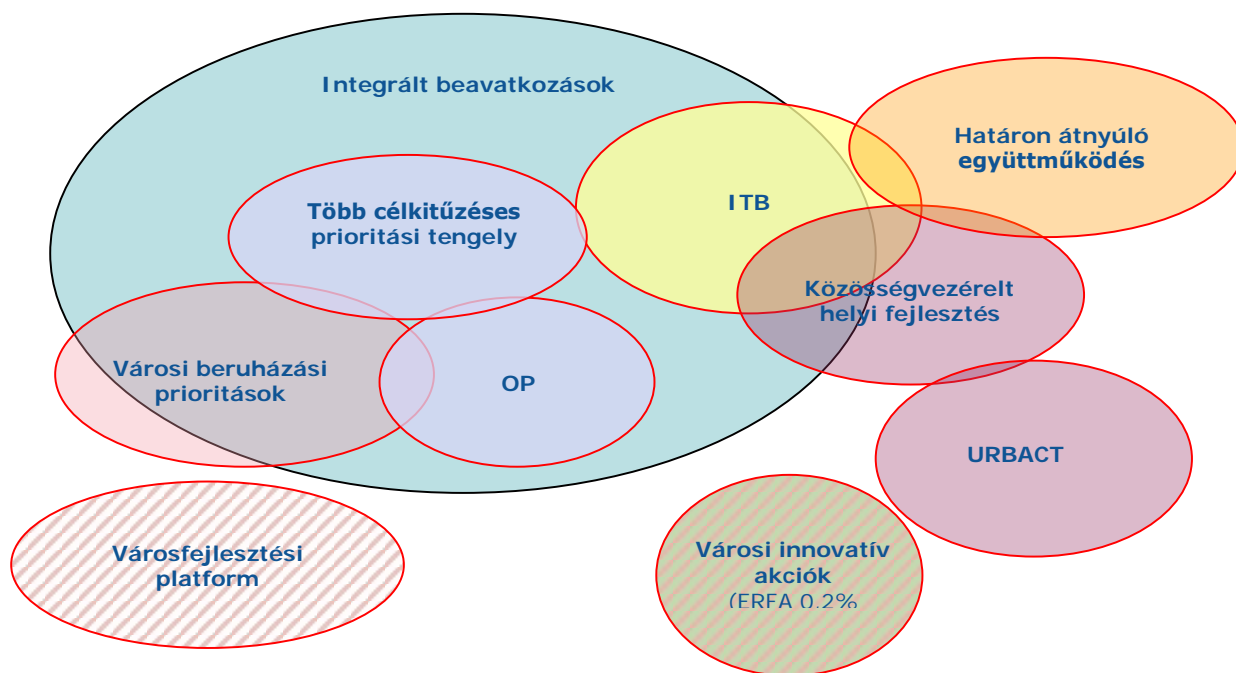 Integrált beavatkozások
Határon átnyúló
együttműködés
ITB
Több célkitűzéses
prioritási tengely
Közösségvezérelt
helyi fejlesztés
Városi beruházási
prioritások
OP
URBACT
Városfejlesztési
platform
Városi innovatív
akciók
(ERFA 0,2%